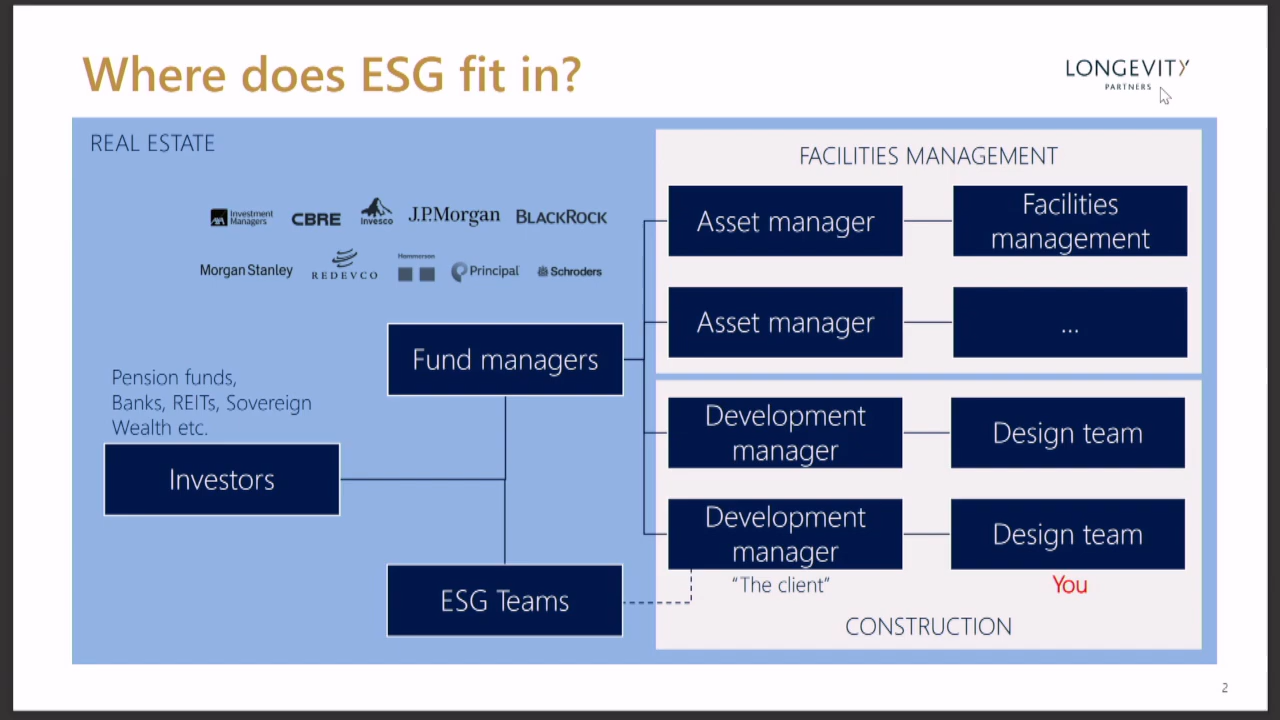 Where does ESG fit in?
LONGEVITY
PARTNERS
REAL ESTATE
AXA Investment Managers
CBRE
Invesco
J.P.Morgan
BLACKROCK
Morgan Stanley
REDEVCO
Hammerson
Principal
Schroders
FACILITIES MANAGEMENT
Asset manager
Facilities
management
Asset manager
...
Fund managers
Pension funds,
Banks, REITs, Sovereign
Wealth etc.
Investors
ESG Teams
Development
manager
Design team
Development
manager
Design team
“The client”
You
CONSTRUCTION
2